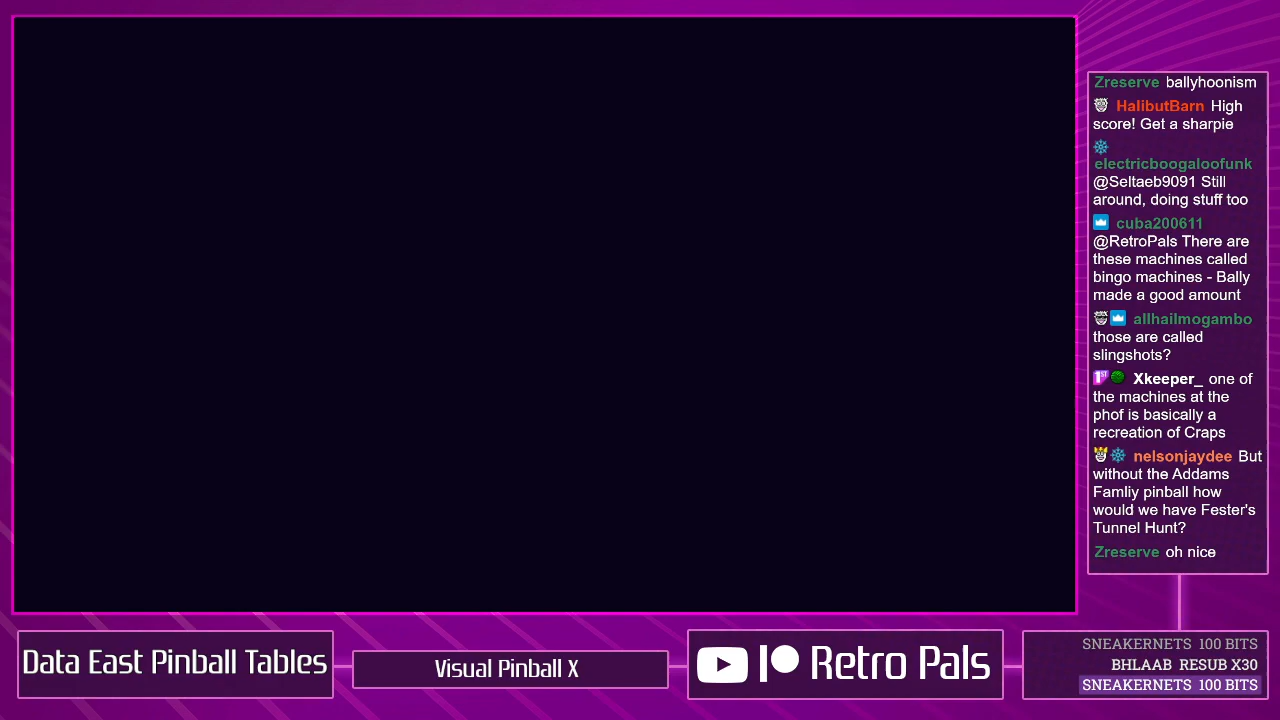 Zreserve ballyhoonism
HalibutBarn High
score! Get a sharpie
electricboogaloofunk
@Seltaeb9091 Still
around, doing stuff too
cuba200611
@RetroPals There are
these machines called
bingo machines - Bally
made a good amount
allhailmogambo
those are called
slingshots?
1ST Xkeeper_ one of
the machines at the
phof is basically a
recreation of Craps
nelsonjaydee But
without the Addams
Famliy pinball how
would we have Fester's
Tunnel Hunt?
Zreserve oh nice
Data East Pinball Tables
Visual Pinball X
Retro Pals
SNEAKERNETS 100 BITS
BHLAAB RESUB X30
SNEAKERNETS 100 BITS